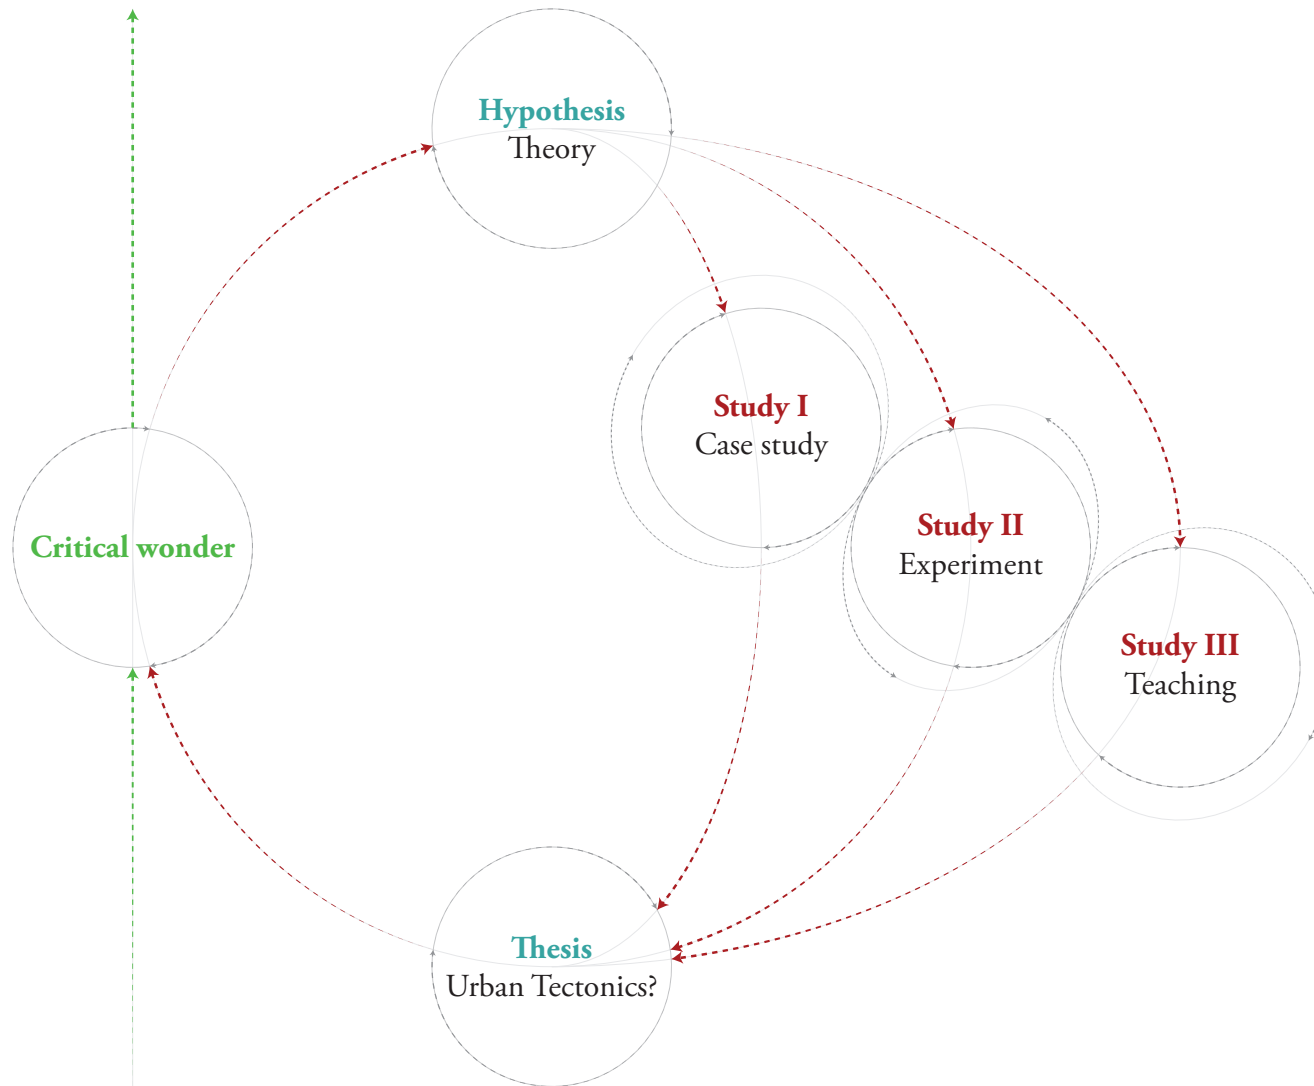 Hypothesis
Theory
Study I
Case study
Study II
Experiment
Critical wonder
Study III
Teaching
Thesis
Urban Tectonics?